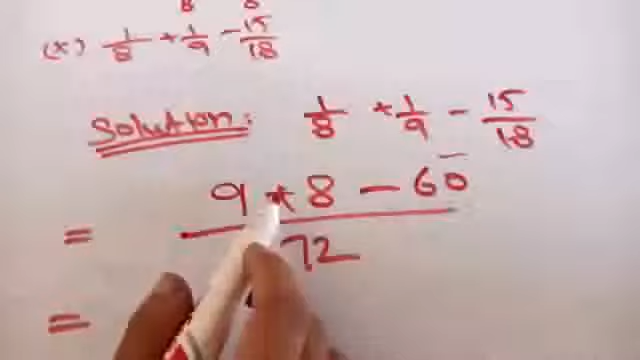 (x) 1/8 + 1/9 - 15/18
Solution: 1/8 + 1/9 - 15/18
= 9 + 8 - 60 / 72
=